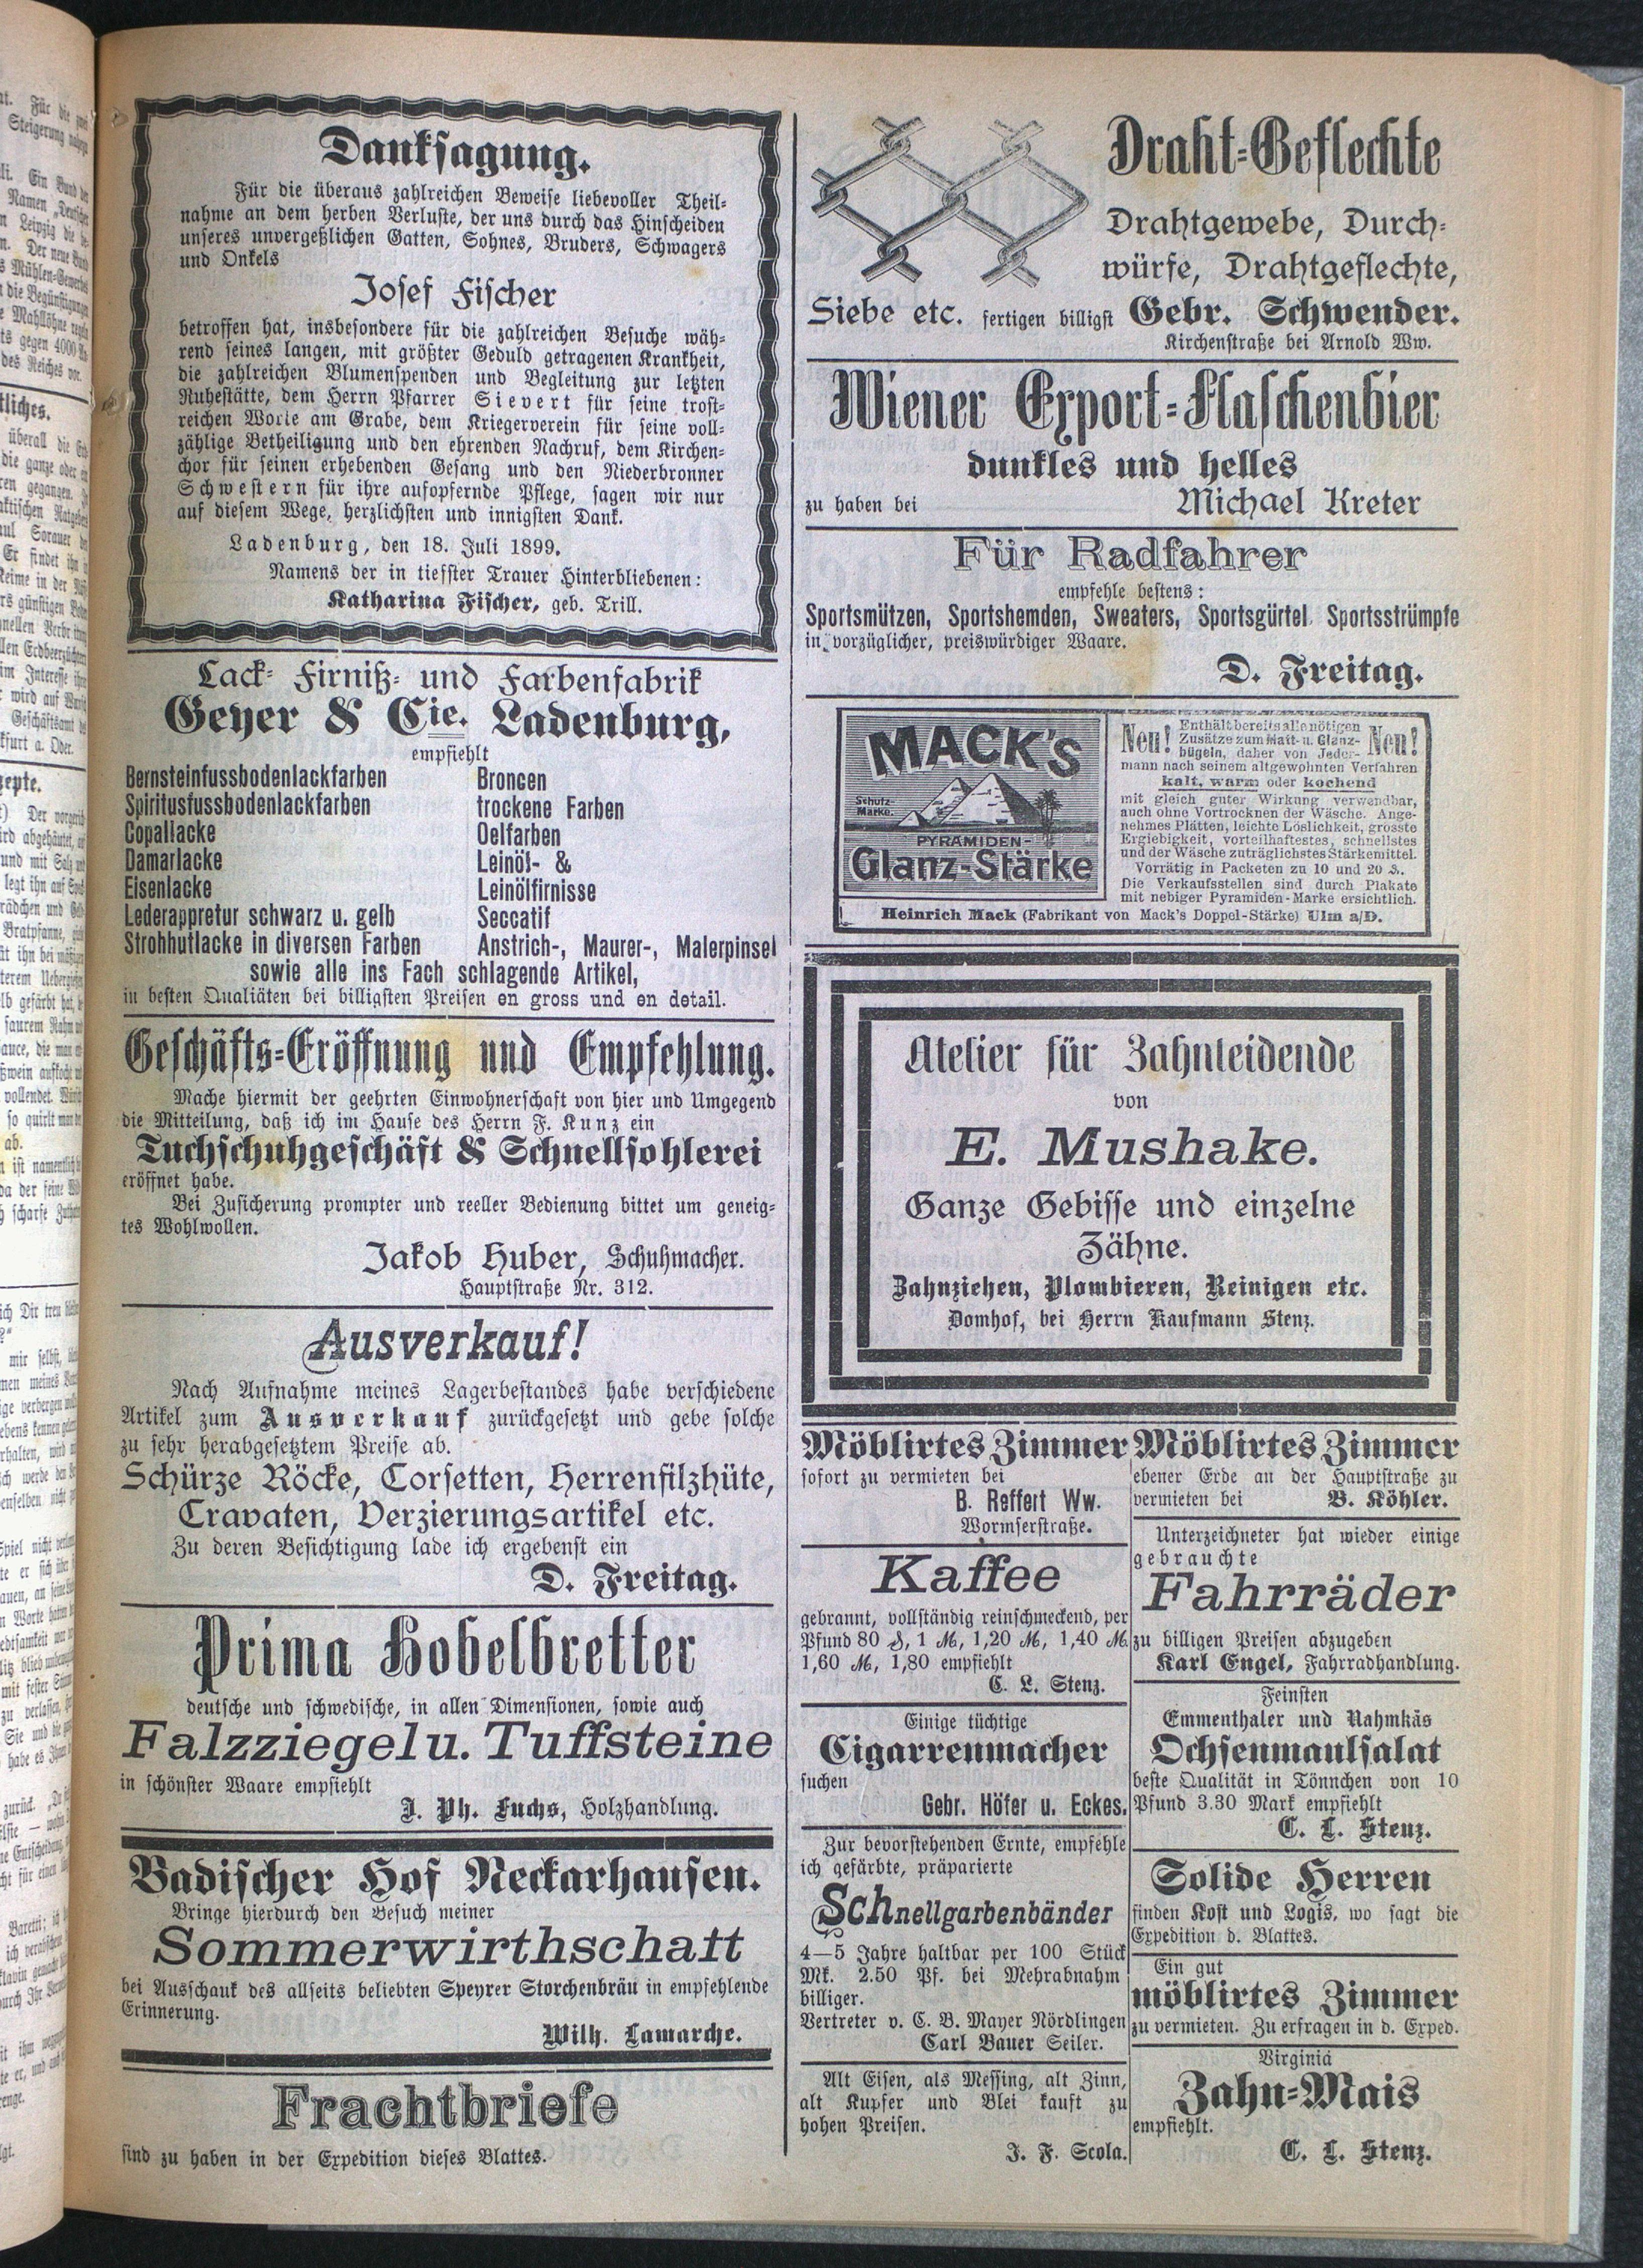 Danksagung.
Für die überaus zahlreichen Beweise liebevoller Theil-
nahme an dem herben Verluste, der uns durch das Hinscheiden
unseres unvergeßlichen Gatten, Sohnes, Bruders, Schwagers
und Onkels
Josef Fischer
betroffen hat, insbesondere für die zahlreichen Besuche wäh-
rend seines langen, mit größter Geduld getragenen Krankheit,
die zahlreichen Blumenspenden und Begleitung zur letzten
Ruhestätte, dem Herrn Pfarrer Sievert für seine trost-
reichen Worte am Grabe, dem Kriegerverein für seine voll-
zählige Betheiligung und den ehrenden Nachruf, dem Kirchen-
chor für seinen erhebenden Gesang und den Niederbronner
Schwestern für ihre aufopfernde Pflege, sagen wir nur
auf diesem Wege, herzlichsten und innigsten Dank.
Ladenburg, den 18. Juli 1899.
Namens der in tiefster Trauer Hinterbliebenen:
Katharina Fischer, geb. Trill.
Lack- Firniß- und Farbenfabrik
Geyer & Cie. Ladenburg,
empfiehlt
Bernsteinfussbodenlackfarben
Spiritusfussbodenlackfarben
Copallacke
Damarlacke
Eisenlacke
Lederappretur schwarz u. gelb
Strohhutlacke in diversen Farben
Broncen
trockene Farben
Oelfarben
Leinöl- &
Leinölfirnisse
Seccatif
Anstrich-, Maurer-, Malerpinsel
sowie alle ins Fach schlagende Artikel,
in besten Qualiäten bei billigsten Preisen en gross und en detail.
Geschäfts-Eröffnung und Empfehlung.
Mache hiermit der geehrten Einwohnerschaft von hier und Umgegend
die Mitteilung, daß ich im Hause des Herrn F. Kunz ein
Tuchschuhgeschäft & Schnellsohlerei
eröffnet habe.
Bei Zusicherung prompter und reeller Bedienung bittet um geneig-
tes Wohlwollen.
Jakob Huber, Schuhmacher.
Hauptstraße Nr. 312.
Ausverkauf!
Nach Aufnahme meines Lagerbestandes habe verschiedene
Artikel zum Ausverkauf zurückgesetzt und gebe solche
zu sehr herabgesetztem Preise ab.
Schürze Röcke, Corsetten, Herrenfilzhüte,
Cravaten, Verzierungsartikel etc.
Zu deren Besichtigung lade ich ergebenst ein
D. Freitag.
Prima Hobelbretter
deutsche und schwedische, in allen Dimensionen, sowie auch
Falzziegel u. Tuffsteine
in schönster Waare empfiehlt
J. Ph. Fuchs, Holzhandlung.
Badischer Hof Neckarhausen.
Bringe hierdurch den Besuch meiner
Sommerwirthschaft
bei Ausschank des allseits beliebten Speyrer Storchenbräu in empfehlende
Erinnerung.
Wilh. Lamarche.
Frachtbriefe
sind zu haben in der Expedition dieses Blattes.
Draht-Geflechte
Drahtgewebe, Durch-
würfe, Drahtgeflechte,
Siebe etc. fertigen billigst Gebr. Schwender.
Kirchenstraße bei Arnold Ww.
Wiener Export-Flaschenbier
dunkles und helles
zu haben bei Michael Kreter
Für Radfahrer
empfehle bestens:
Sportsmützen, Sportshemden, Sweaters, Sportsgürtel Sportsstrümpfe
in vorzüglicher, preiswürdiger Waare.
D. Freitag.
MACK'S
Schutz-
Marke.
PYRAMIDEN-
Glanz-Stärke
Neu! Neu!
Enthält bereits alle nötigen
Zusätze zum Matt- u. Glanz-
bügeln, daher von Jeder-
mann nach seinem altgewohnten Verfahren
kalt, warm oder kochend
mit gleich guter Wirkung verwendbar,
auch ohne Vortrocknen der Wäsche. Ange-
nehmes Plätten, leichte Löslichkeit, grosste
Ergiebigkeit, vorteilhaftestes, schnellstes
und der Wäsche zuträglichstes Stärkemittel.
Vorrätig in Packeten zu 10 und 20 ₰.
Die Verkaufsstellen sind durch Plakate
mit nebiger Pyramiden-Marke ersichtlich.
Heinrich Mack (Fabrikant von Mack's Doppel-Stärke) Ulm a/D.
Atelier für Zahnleidende
von
E. Mushake.
Ganze Gebisse und einzelne
Zähne.
Zahnziehen, Plombieren, Reinigen etc.
Domhof, bei Herrn Kaufmann Stenz.
Möblirtes Zimmer
sofort zu vermieten bei
B. Reffert Ww.
Wormserstraße.
Kaffee
gebrannt, vollständig reinschmeckend, per
Pfund 80 ₰, 1 M, 1,20 M, 1,40 M
1,60 M, 1,80 empfiehlt
C. L. Stenz.
Einige tüchtige
Cigarrenmacher
suchen
Gebr. Höfer u. Eckes.
Zur bevorstehenden Ernte, empfehle
ich gefärbte, präparierte
Schnellgarbenbänder
4—5 Jahre haltbar per 100 Stück
Mk. 2.50 Pf. bei Mehrabnahm
billiger.
Vertreter v. C. B. Mayer Nördlingen
Carl Bauer Seiler.
Alt Eisen, als Messing, alt Zinn,
alt Kupfer und Blei kauft zu
hohen Preisen.
J. F. Scola.
Möblirtes Zimmer
ebener Erde an der Hauptstraße zu
vermieten bei B. Köhler.
Unterzeichneter hat wieder einige
gebrauchte
Fahrräder
zu billigen Preisen abzugeben
Karl Engel, Fahrradhandlung.
Feinsten
Emmenthaler und Rahmkäs
Ochsenmaulsalat
beste Qualität in Tönnchen von 10
Pfund 3.30 Mark empfiehlt
C. L. Stenz.
Solide Herren
finden Kost und Logis, wo sagt die
Expedition d. Blattes.
Ein gut
möblirtes Zimmer
zu vermieten. Zu erfragen in d. Exped.
Virginia
Zahn-Mais
empfiehlt.
C. L. Stenz.